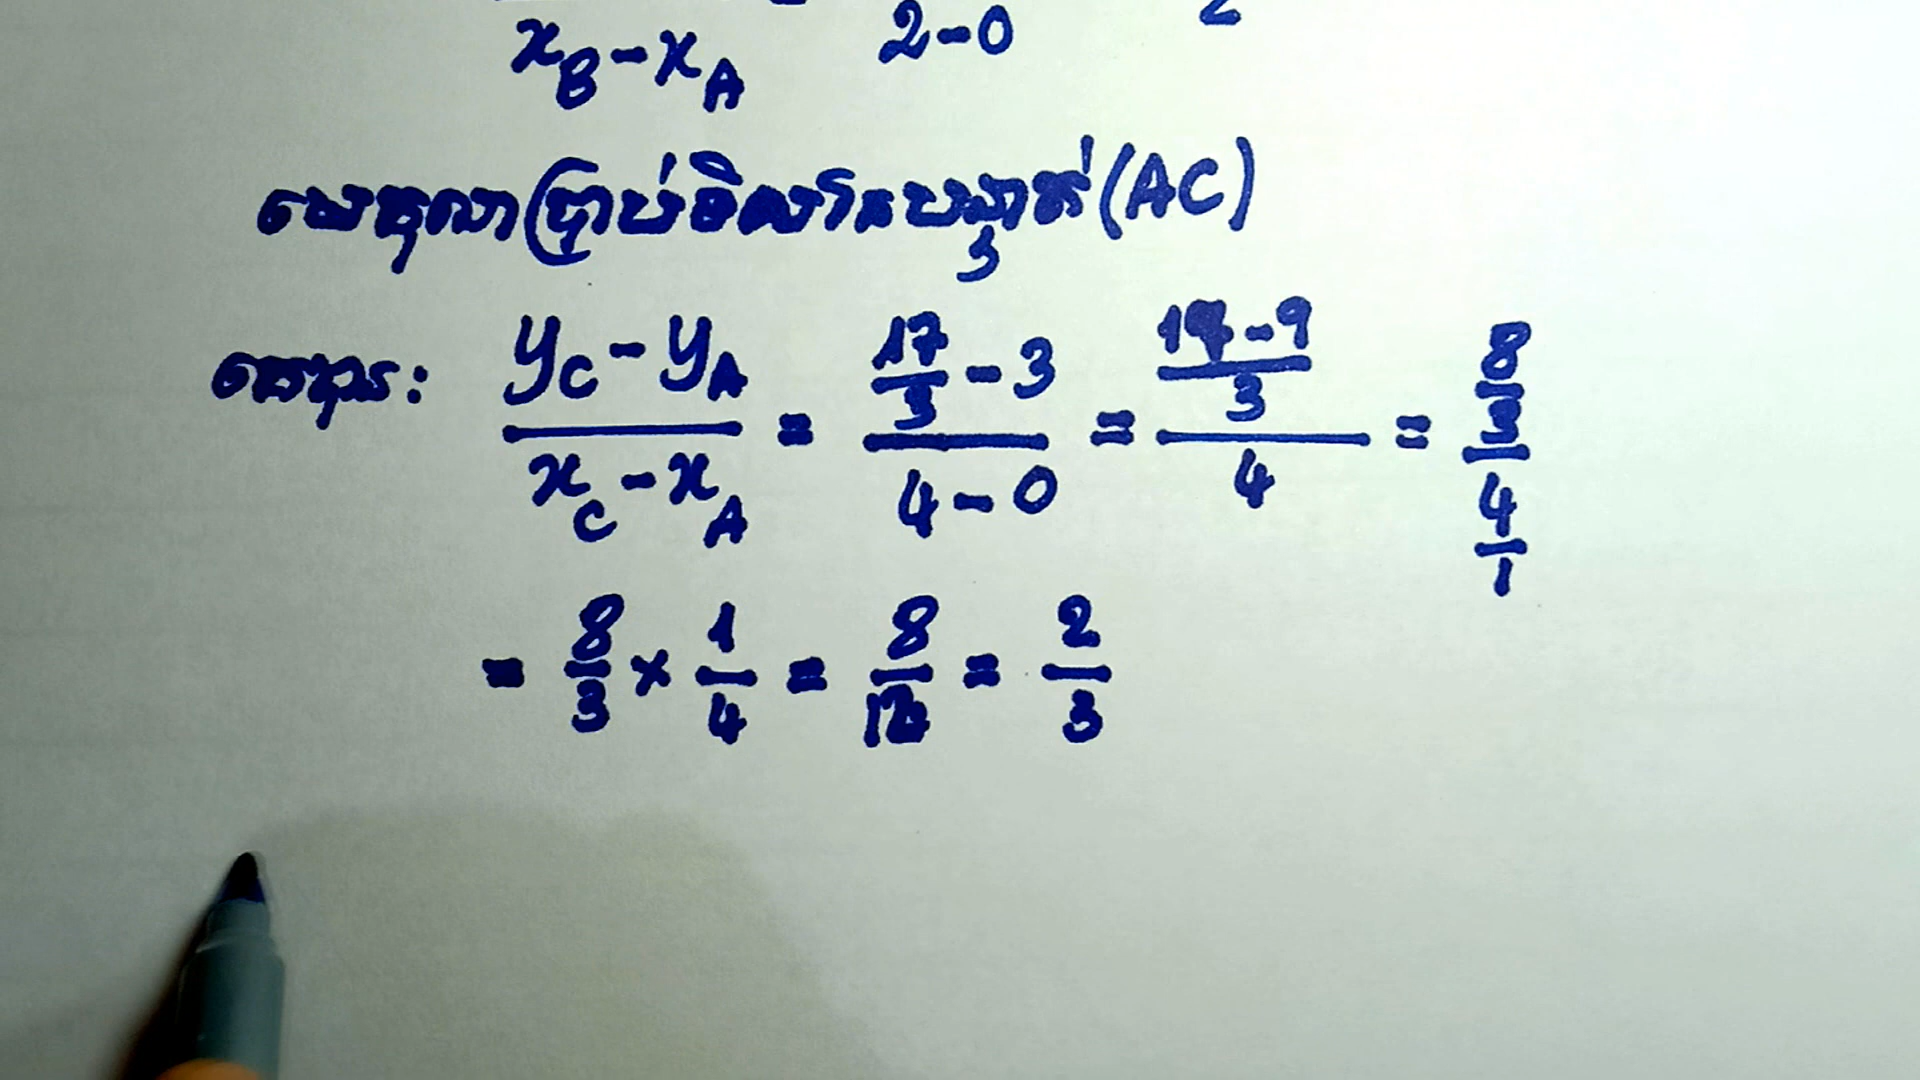 x_B - x_A 2-0 2
មេគុណប្រាប់ទិសនៃបន្ទាត់ (AC)
គេបាន: (y_C - y_A)/(x_C - x_A) = (17/3 - 3)/(4-0) = ((17-9)/3)/4 = (8/3)/(4/1)
= 8/3 × 1/4 = 8/12 = 2/3